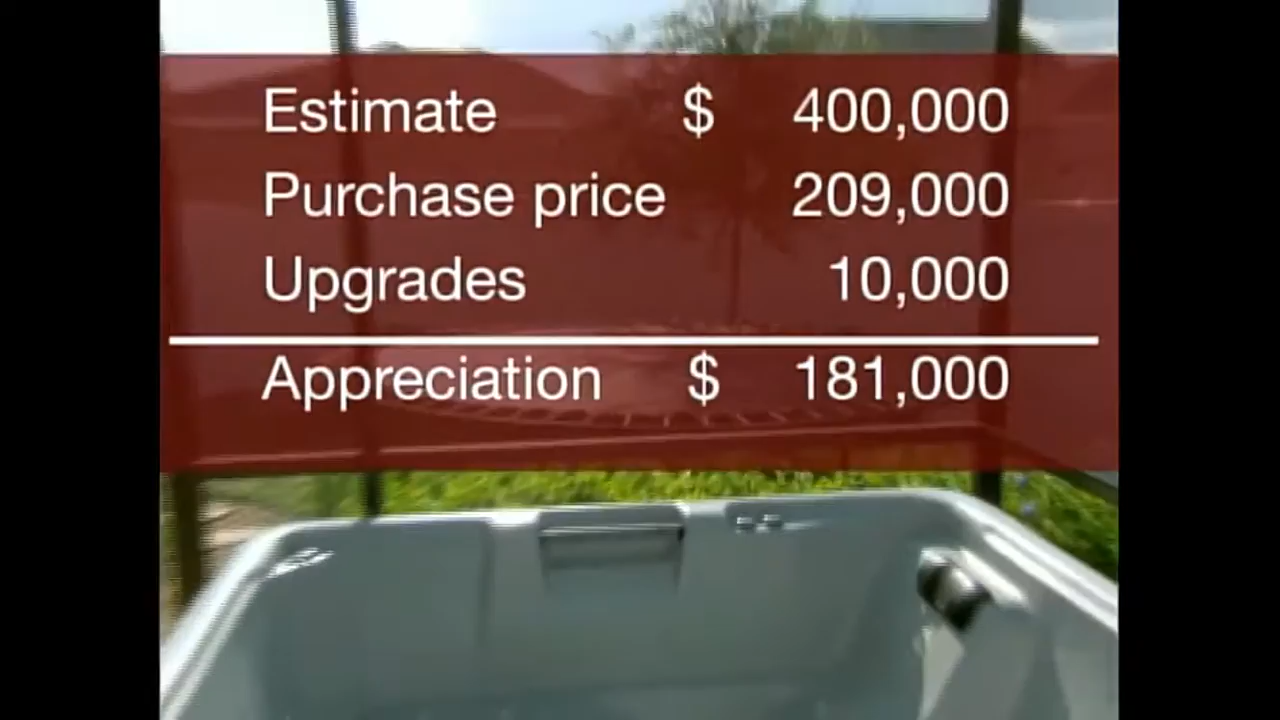 Estimate $ 400,000
Purchase price 209,000
Upgrades 10,000
Appreciation $ 181,000